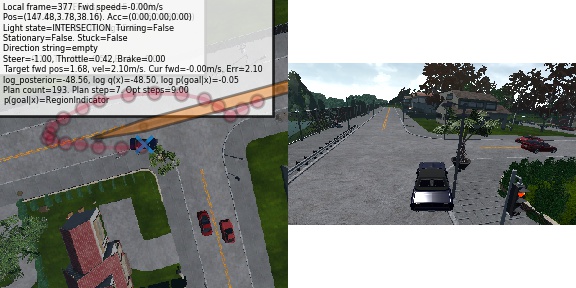 Local frame=377: Fwd speed=-0.00m/s
Pos=(147.48,3.78,38.16). Acc=(0.00,0.00,0.00)
Light state=INTERSECTION. Turning=False
Stationary=False. Stuck=False
Direction string=empty
Steer=-1.00, Throttle=0.42, Brake=0.00
Target fwd pos=1.68, vel=2.10m/s. Cur fwd=-0.00m/s, Err=2.10
log_posterior=-48.56, log q(x)=-48.50, log p(goal|x)=-0.05
Plan count=193. Plan step=7. Opt steps=9.00
p(goal|x)=RegionIndicator